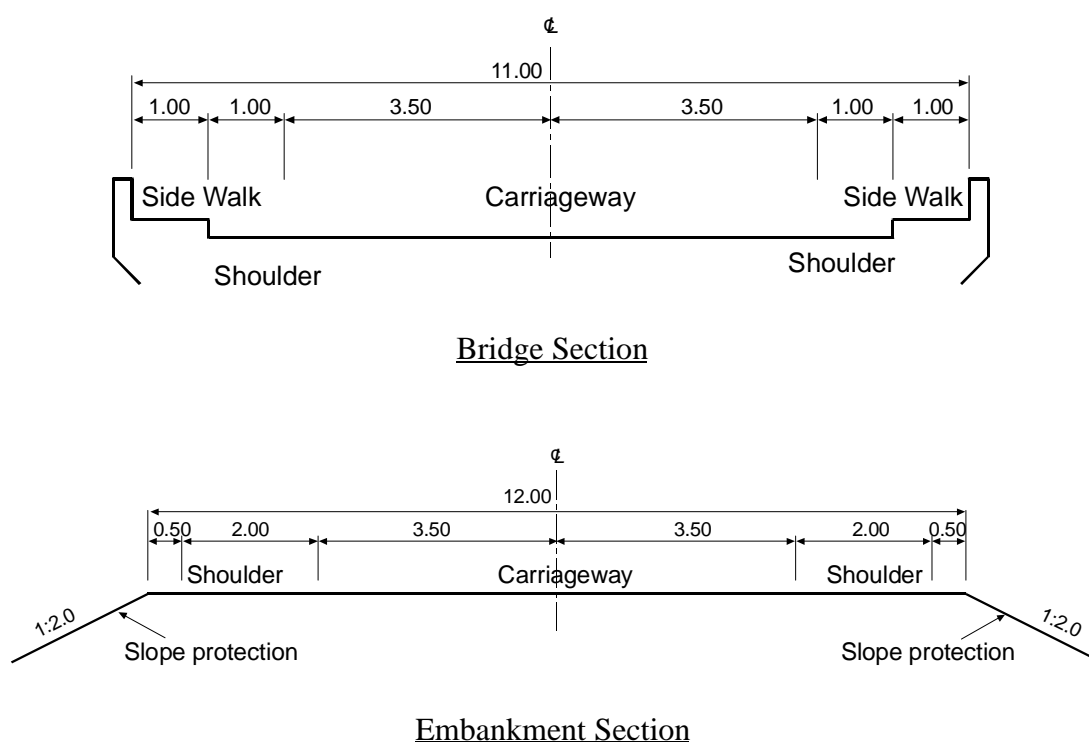 ℄
11.00
1.00 1.00 3.50 3.50 1.00 1.00
Side Walk Carriageway Side Walk
Shoulder Shoulder
Bridge Section
℄
12.00
0.50 2.00 3.50 3.50 2.00 0.50
Shoulder Carriageway Shoulder
1:2.0 1:2.0
Slope protection Slope protection
Embankment Section